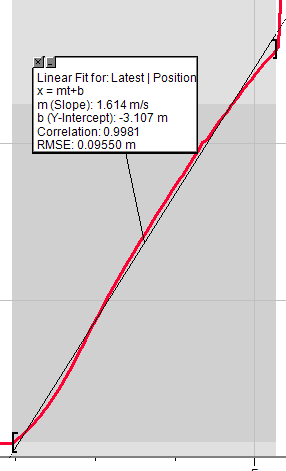 Linear Fit for: Latest | Position
x = mt+b
m (Slope): 1.614 m/s
b (Y-Intercept): -3.107 m
Correlation: 0.9981
RMSE: 0.09550 m